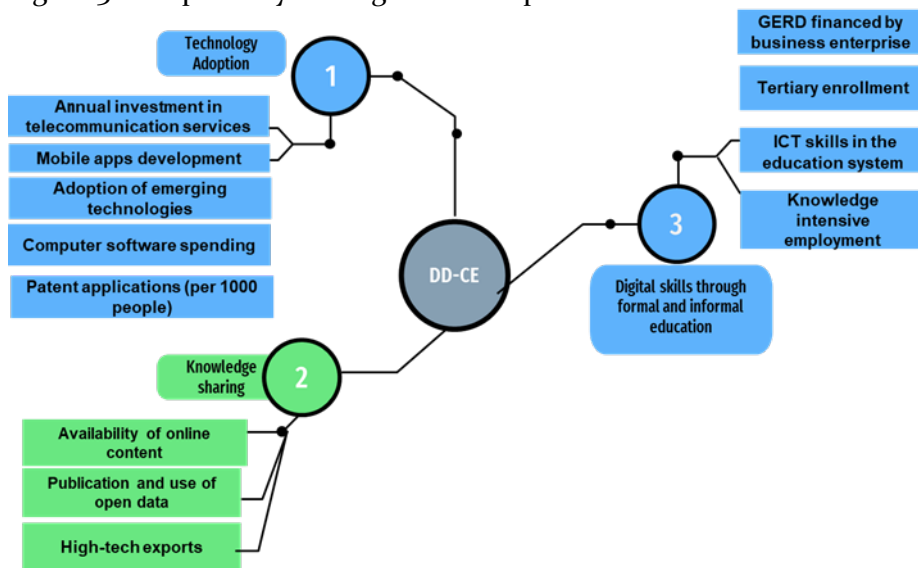 Technology
Adoption
1
Annual investment in
telecommunication services
Mobile apps development
Adoption of emerging
technologies
Computer software spending
Patent applications (per 1000
people)
DD-CE
Knowledge
sharing
2
Availability of online
content
Publication and use of
open data
High-tech exports
GERD financed by
business enterprise
Tertiary enrollment
ICT skills in the
education system
Knowledge
intensive
employment
3
Digital skills through
formal and informal
education